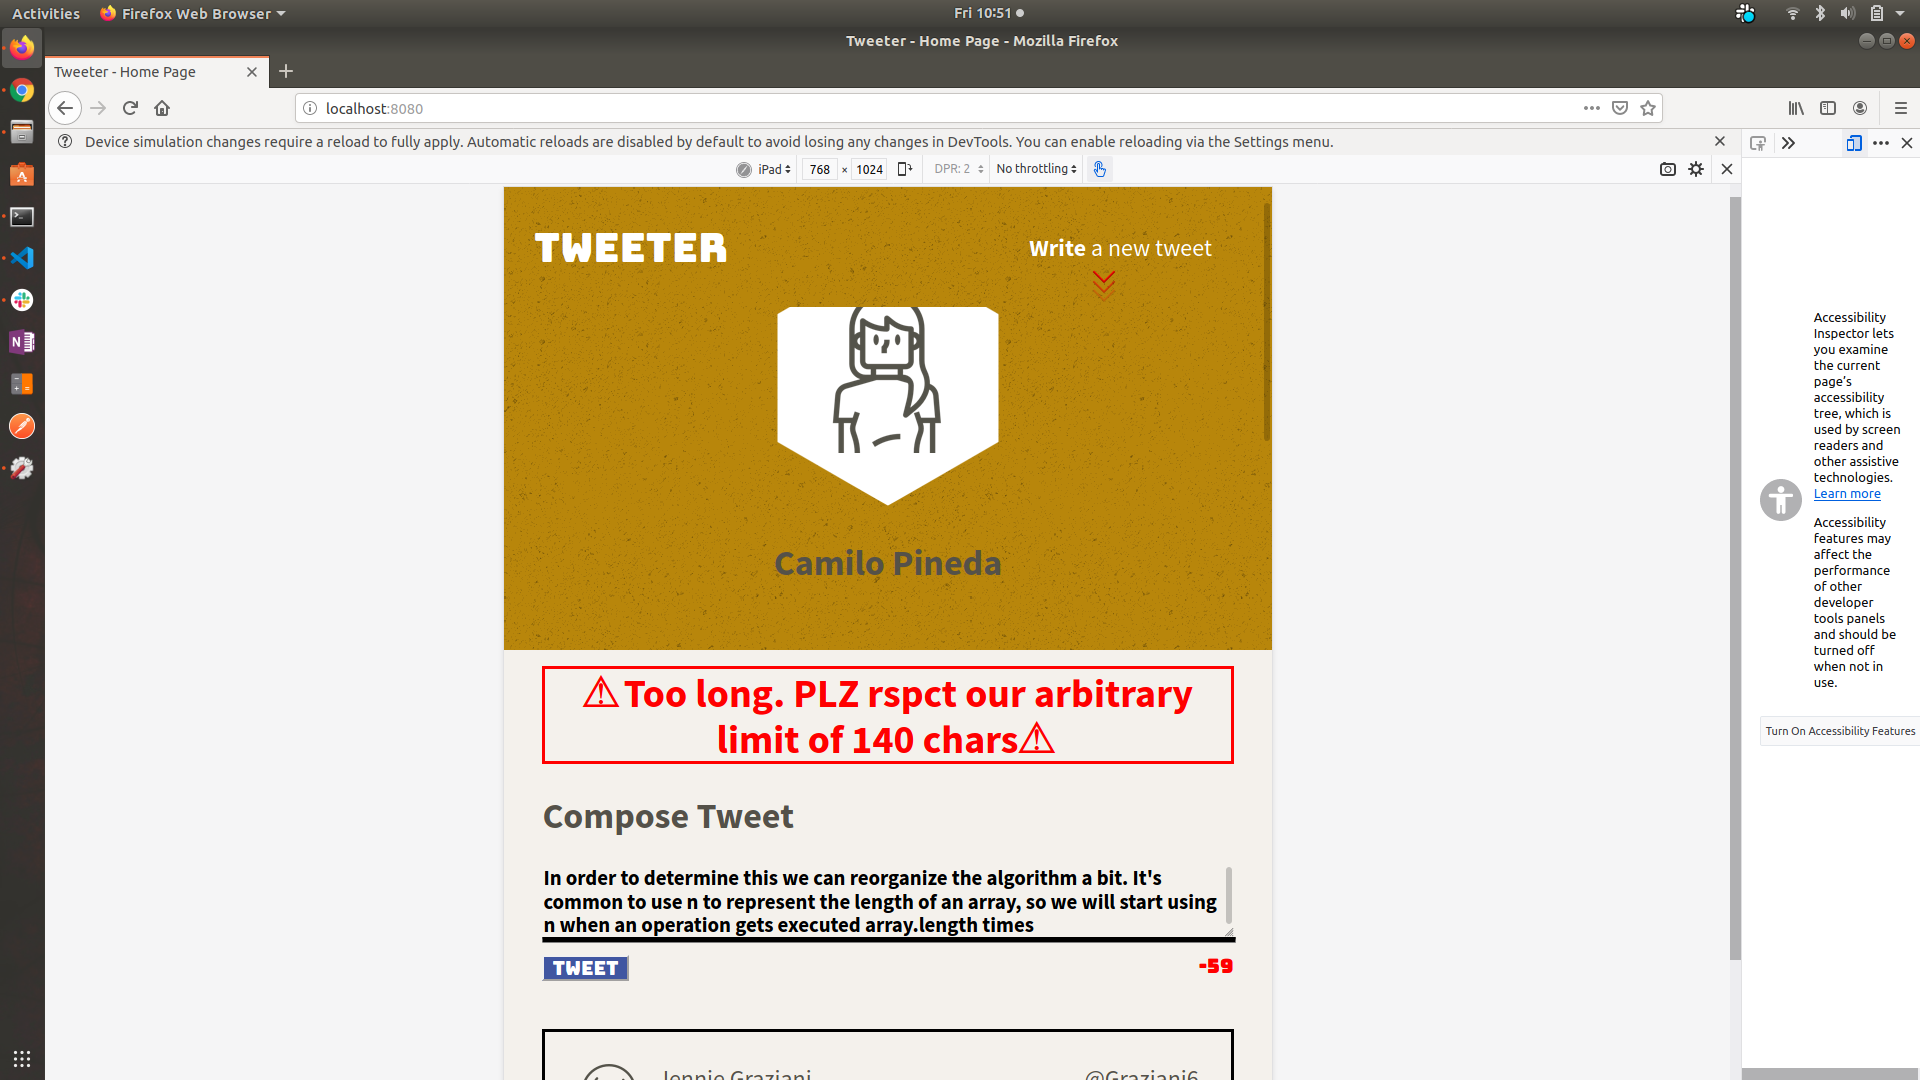 Activities
Firefox Web Browser
Fri 10:51
Tweeter - Home Page - Mozilla Firefox
Tweeter - Home Page
localhost:8080
Device simulation changes require a reload to fully apply. Automatic reloads are disabled by default to avoid losing any changes in DevTools. You can enable reloading via the Settings menu.
iPad 768 × 1024 DPR: 2 No throttling
TWEETER
Write a new tweet
Camilo Pineda
⚠Too long. PLZ rspct our arbitrary
limit of 140 chars⚠
Compose Tweet
In order to determine this we can reorganize the algorithm a bit. It's
common to use n to represent the length of an array, so we will start using
n when an operation gets executed array.length times
TWEET
-59
Jennie Graziani
@Graziani6
Accessibility
Inspector lets
you examine
the current
page's
accessibility
tree, which is
used by screen
readers and
other assistive
technologies.
Learn more
Accessibility
features may
affect the
performance
of other
developer
tools panels
and should be
turned off
when not in
use.
Turn On Accessibility Features